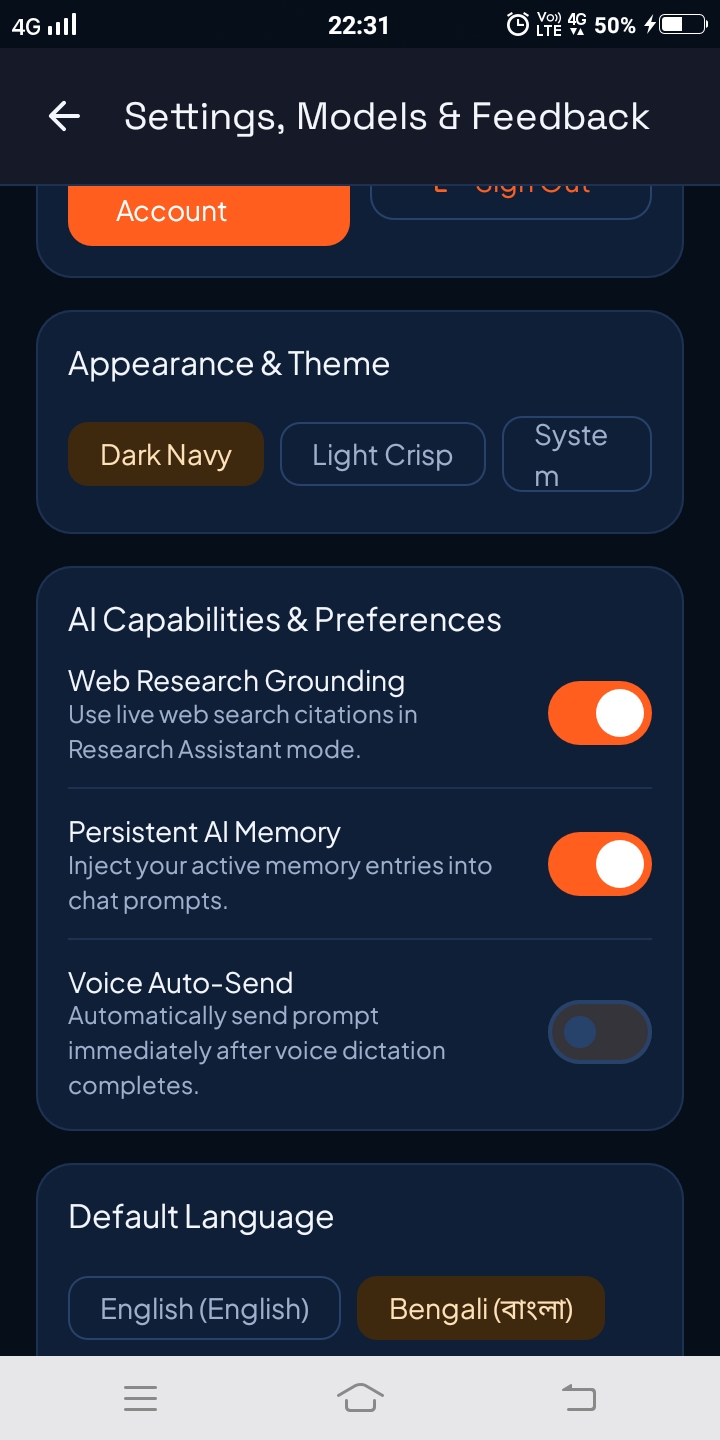 4G 22:31 Vo)) LTE 4G 50%
Settings, Models & Feedback
Account
Sign Out
Appearance & Theme
Dark Navy
Light Crisp
Syste
m
AI Capabilities & Preferences
Web Research Grounding
Use live web search citations in
Research Assistant mode.
Persistent AI Memory
Inject your active memory entries into
chat prompts.
Voice Auto-Send
Automatically send prompt
immediately after voice dictation
completes.
Default Language
English (English)
Bengali (বাংলা)